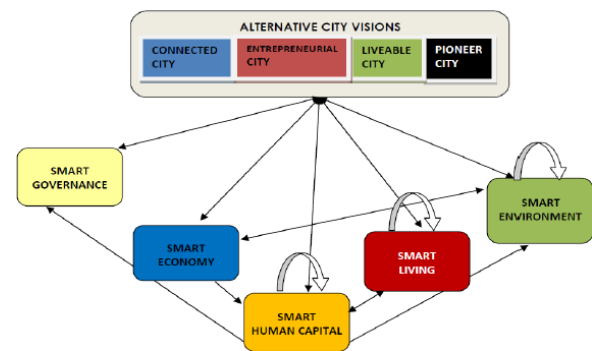 ALTERNATIVE CITY VISIONS
CONNECTED
CITY
ENTREPRENEURIAL
CITY
LIVEABLE
CITY
PIONEER
CITY
SMART
GOVERNANCE
SMART
ECONOMY
SMART
HUMAN CAPITAL
SMART
LIVING
SMART
ENVIRONMENT